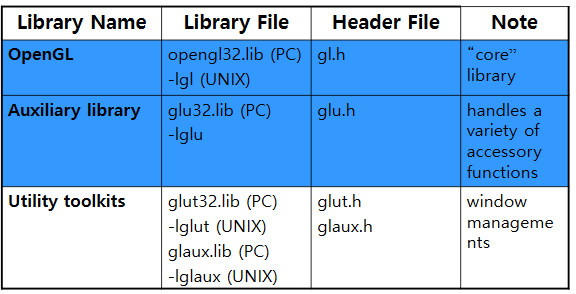 Library Name Library File Header File Note
OpenGL opengl32.lib (PC) gl.h “core”
-lgl (UNIX) library
Auxiliary library glu32.lib (PC) glu.h handles a
-lglu variety of
accessory
functions
Utility toolkits glut32.lib (PC) glut.h window
-lglut (UNIX) glaux.h manageme
glaux.lib (PC) nts
-lglaux (UNIX)